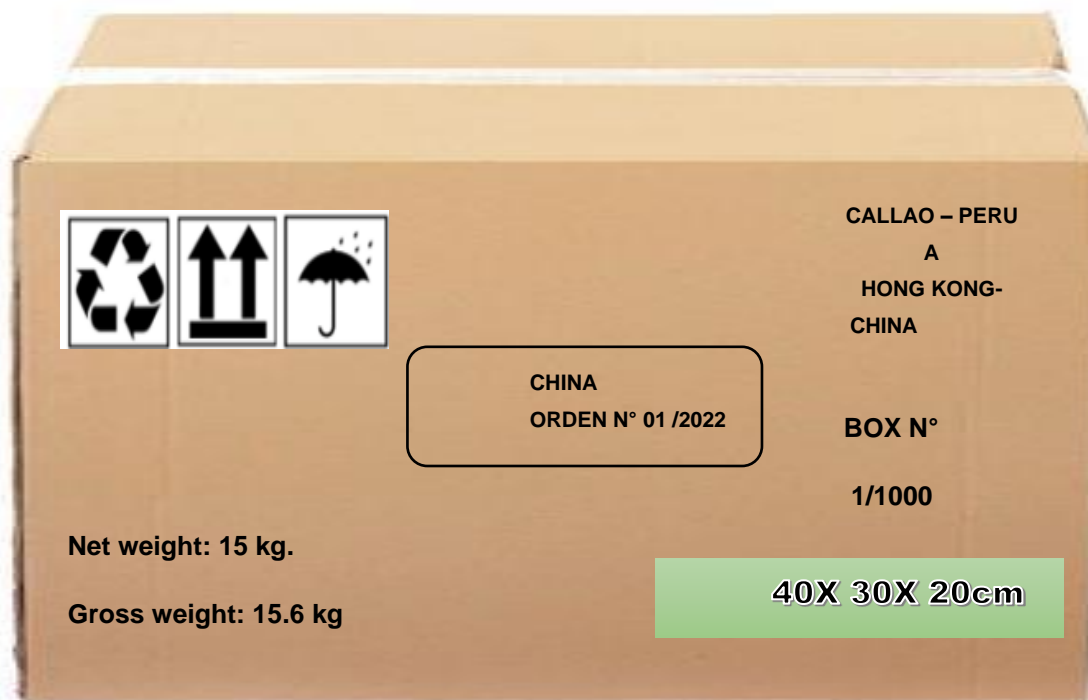 CALLAO – PERU
A
HONG KONG-
CHINA
CHINA
ORDEN N° 01 /2022
BOX N°
1/1000
Net weight: 15 kg.
Gross weight: 15.6 kg
40X 30X 20cm